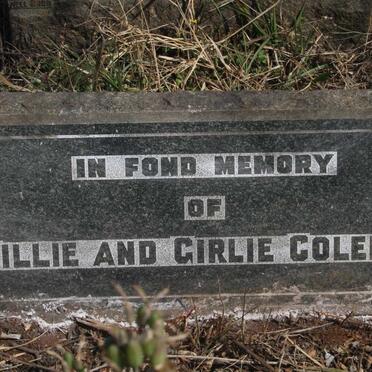 IN FOND MEMORY
OF
ILLIE AND GIRLIE COLE